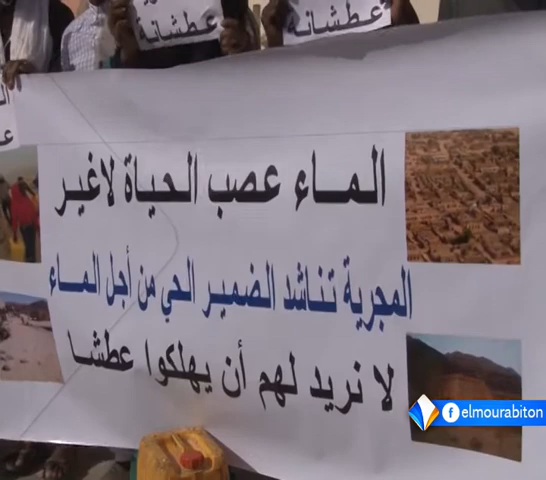 عطشانة
عطشانة
الماء عصب الحياة لاغير
المجرية تناشد الضمير الحي من أجل الماء
لا نريد لهم أن يهلكوا عطشا
elmourabiton